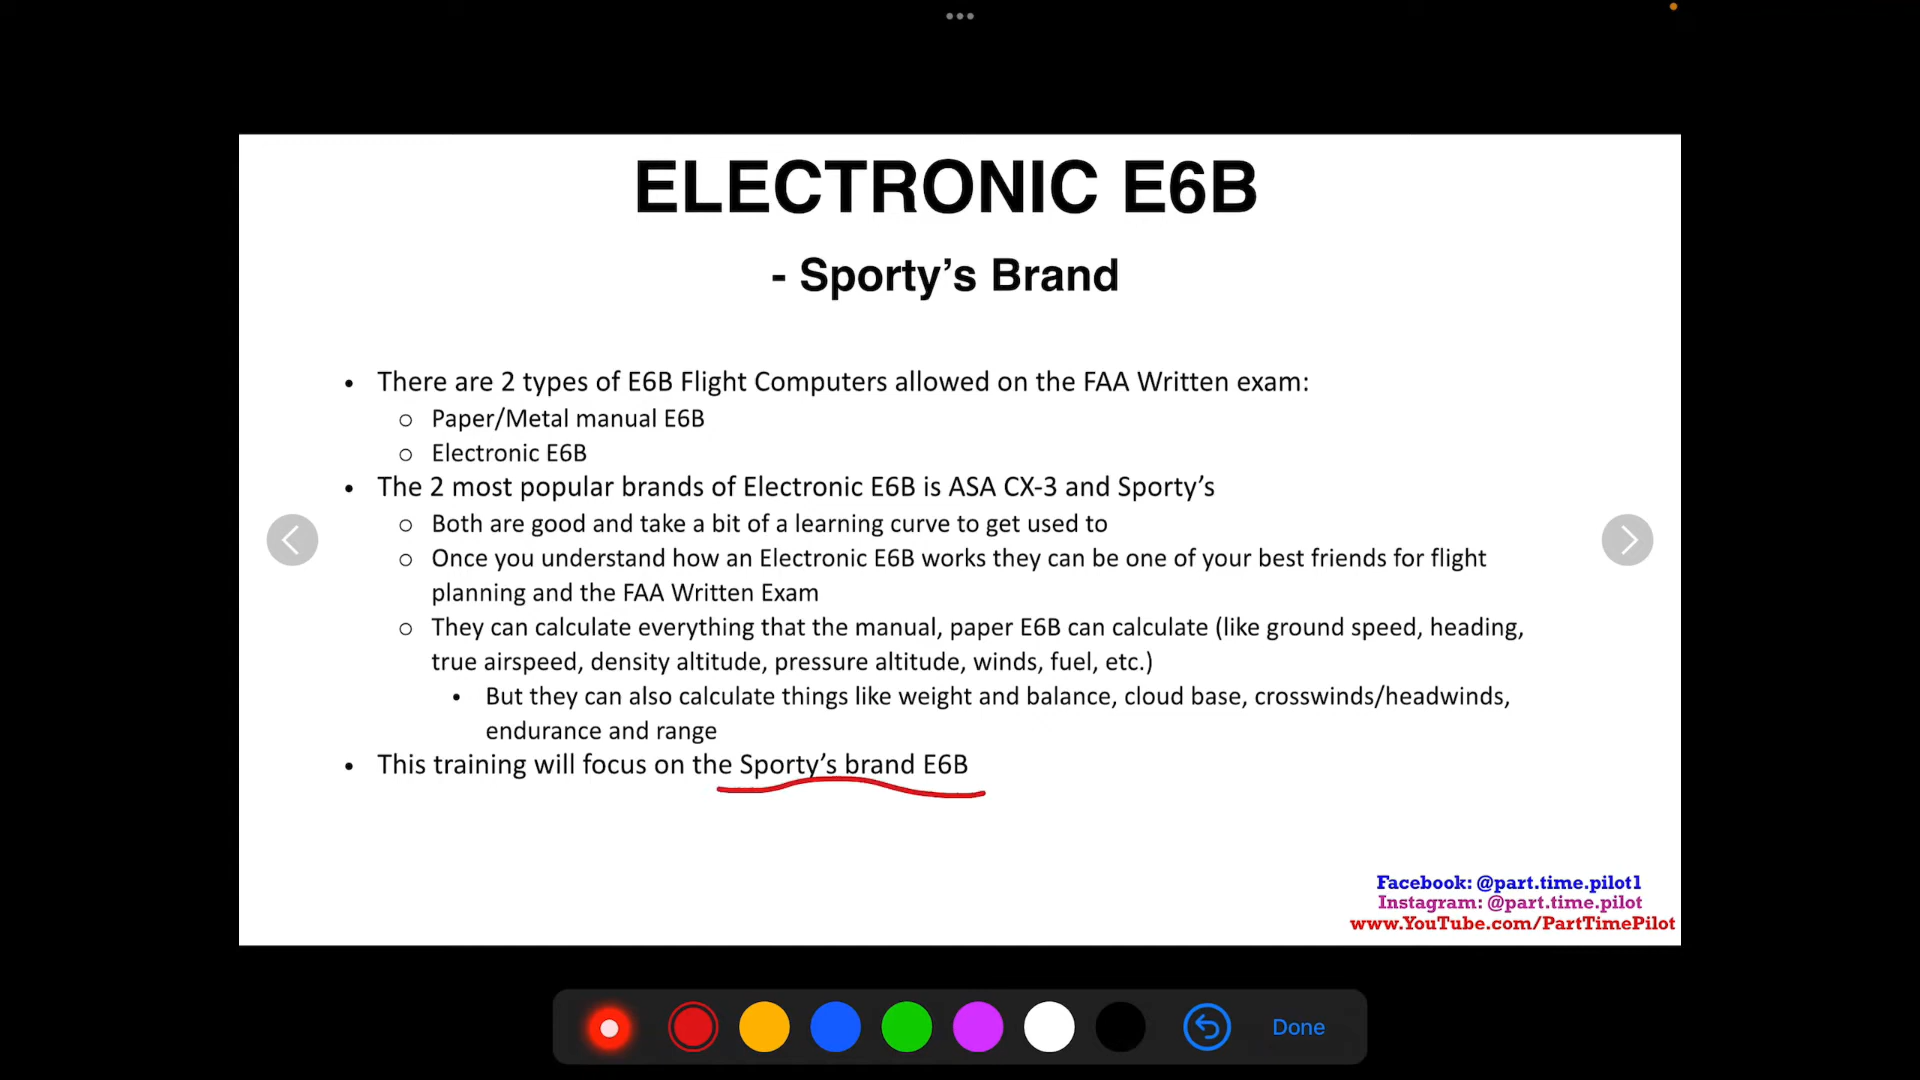 ELECTRONIC E6B
- Sporty’s Brand
• There are 2 types of E6B Flight Computers allowed on the FAA Written exam:
○ Paper/Metal manual E6B
○ Electronic E6B
• The 2 most popular brands of Electronic E6B is ASA CX-3 and Sporty’s
○ Both are good and take a bit of a learning curve to get used to
○ Once you understand how an Electronic E6B works they can be one of your best friends for flight
planning and the FAA Written Exam
○ They can calculate everything that the manual, paper E6B can calculate (like ground speed, heading,
true airspeed, density altitude, pressure altitude, winds, fuel, etc.)
• But they can also calculate things like weight and balance, cloud base, crosswinds/headwinds,
endurance and range
• This training will focus on the Sporty’s brand E6B
Facebook: @part.time.pilot1
Instagram: @part.time.pilot
www.YouTube.com/PartTimePilot
Done